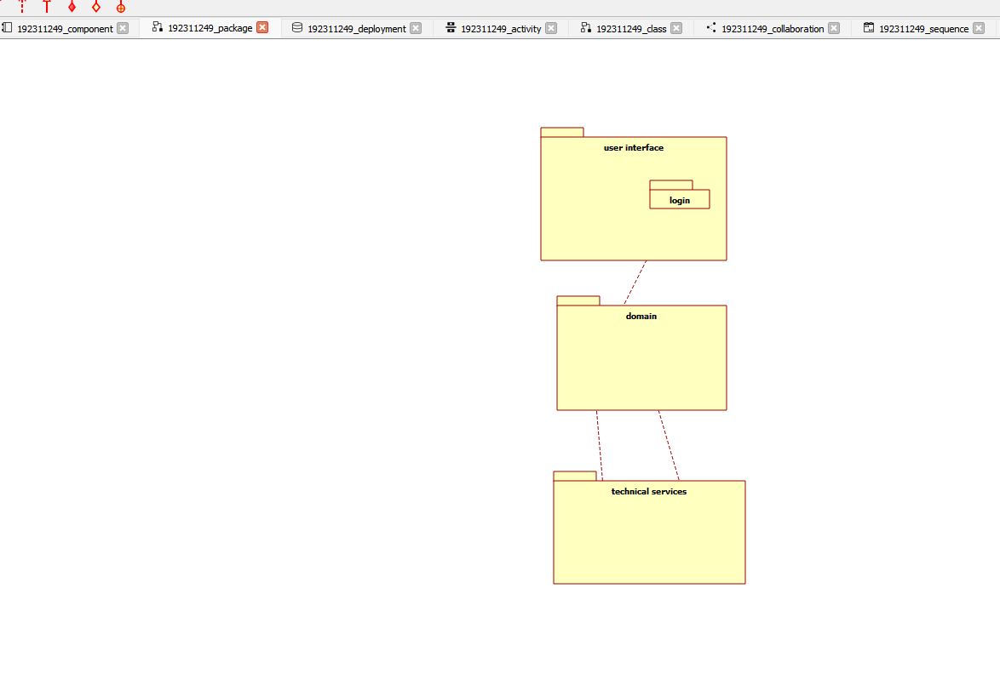 192311249_component
192311249_package
192311249_deployment
192311249_activity
192311249_class
192311249_collaboration
192311249_sequence
user interface
login
domain
technical services